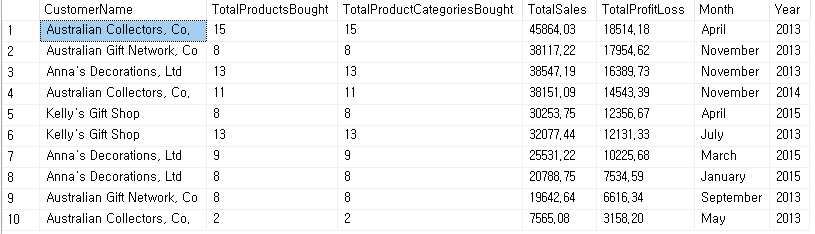 CustomerName TotalProductsBought TotalProductCategoriesBought TotalSales TotalProfitLoss Month Year
1 Australian Collectors, Co. 15 15 45864,03 18514,18 April 2013
2 Australian Gift Network, Co 8 8 38117,22 17954,62 November 2013
3 Anna's Decorations, Ltd 13 13 38547,19 16389,73 November 2013
4 Australian Collectors, Co. 11 11 38151,09 14543,39 November 2014
5 Kelly's Gift Shop 8 8 30253,75 12356,67 April 2015
6 Kelly's Gift Shop 13 13 32077,44 12131,33 July 2013
7 Anna's Decorations, Ltd 9 9 25531,22 10225,68 March 2015
8 Anna's Decorations, Ltd 8 8 20788,75 7534,59 January 2015
9 Australian Gift Network, Co 8 8 19642,64 6616,34 September 2013
10 Australian Collectors, Co. 2 2 7565,08 3158,20 May 2013